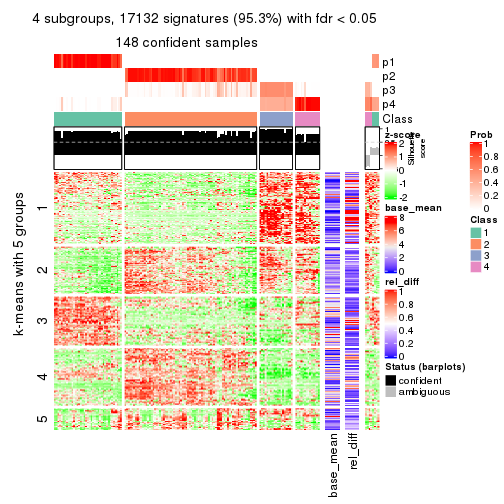 4 subgroups, 17132 signatures (95.3%) with fdr < 0.05
148 confident samples
p1
p2
p3
p4
Class
1
Silhouette
score
k-means with 5 groups
1
2
3
4
5
base_mean
rel_diff
z-score
2
1
0
-1
-2
base_mean
8
6
4
2
0
rel_diff
1
0.8
0.6
0.4
0.2
0
Status (barplots)
confident
ambiguous
Prob
1
0.8
0.6
0.4
0.2
0
Class
1
2
3
4